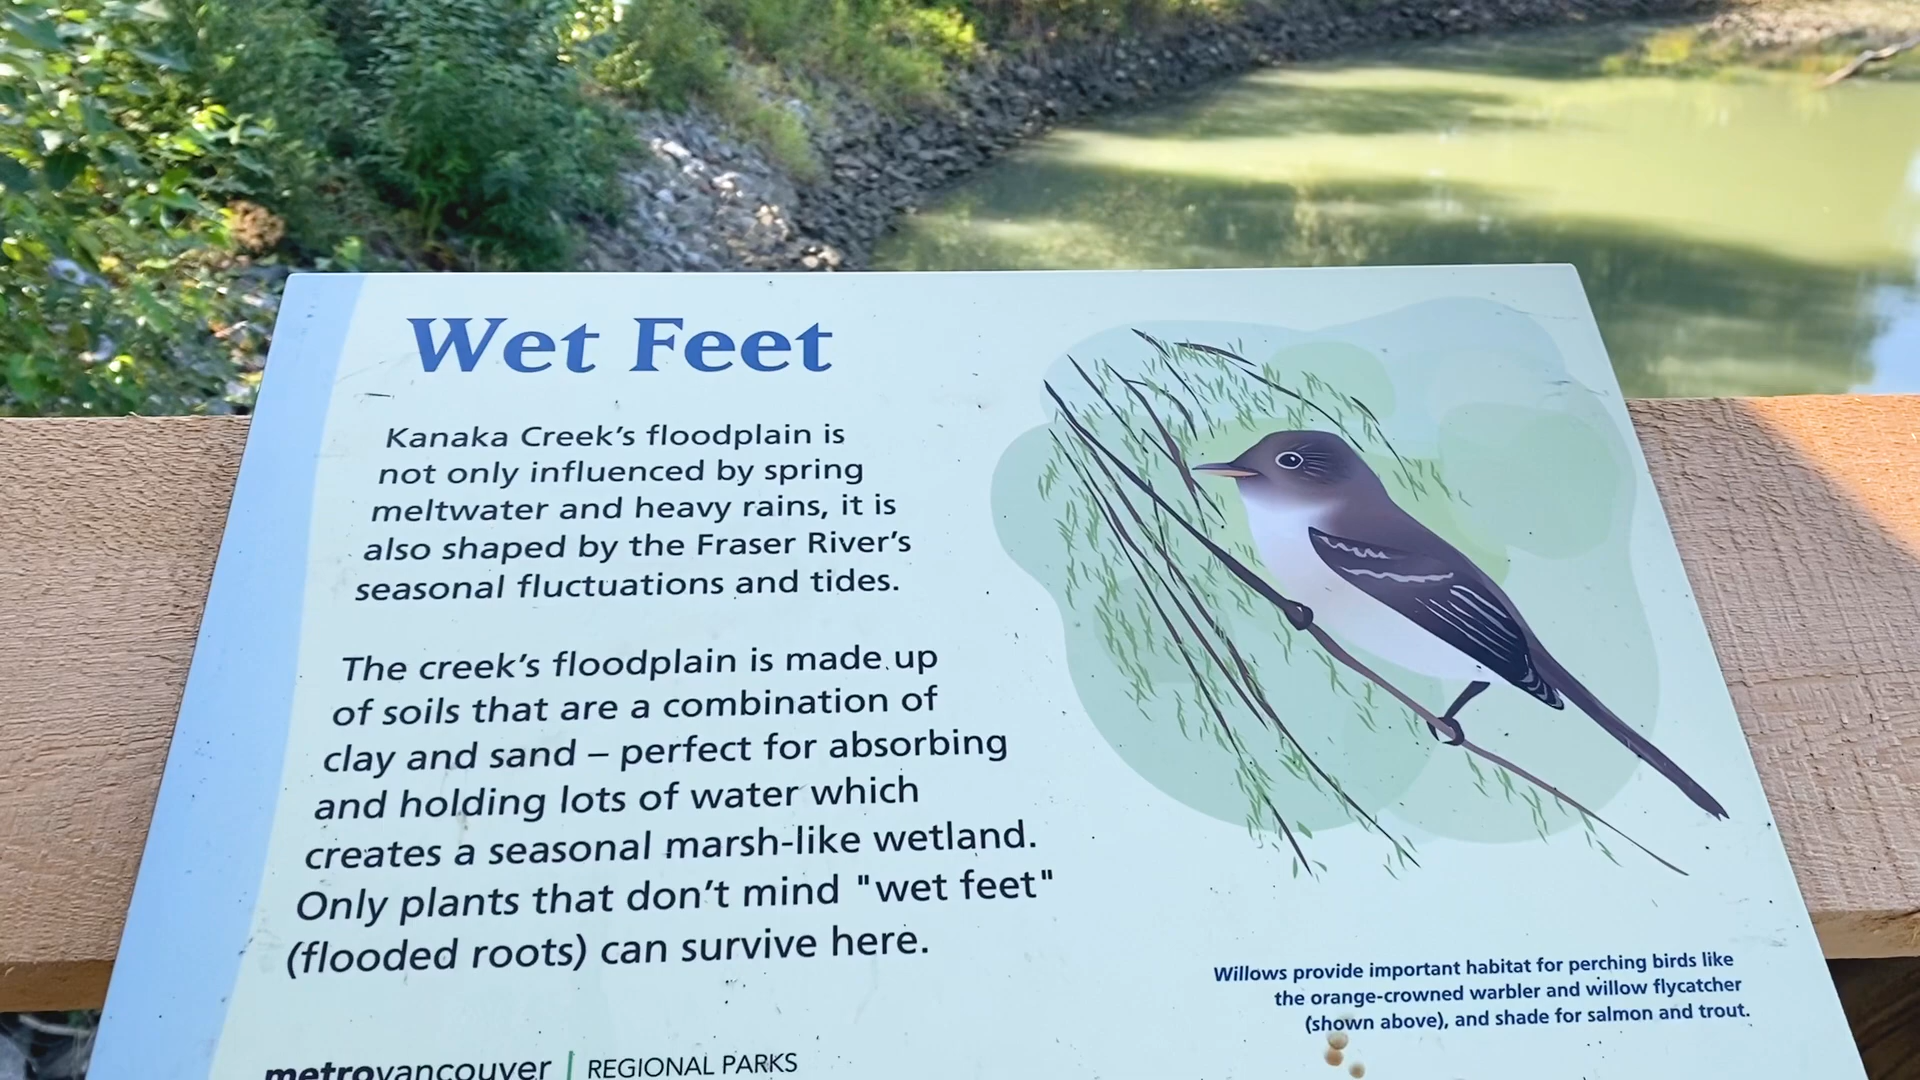 Wet Feet
Kanaka Creek's floodplain is
not only influenced by spring
meltwater and heavy rains, it is
also shaped by the Fraser River's
seasonal fluctuations and tides.
The creek's floodplain is made up
of soils that are a combination of
clay and sand – perfect for absorbing
and holding lots of water which
creates a seasonal marsh-like wetland.
Only plants that don't mind "wet feet"
(flooded roots) can survive here.
Willows provide important habitat for perching birds like
the orange-crowned warbler and willow flycatcher
(shown above), and shade for salmon and trout.
metrovancouver | REGIONAL PARKS